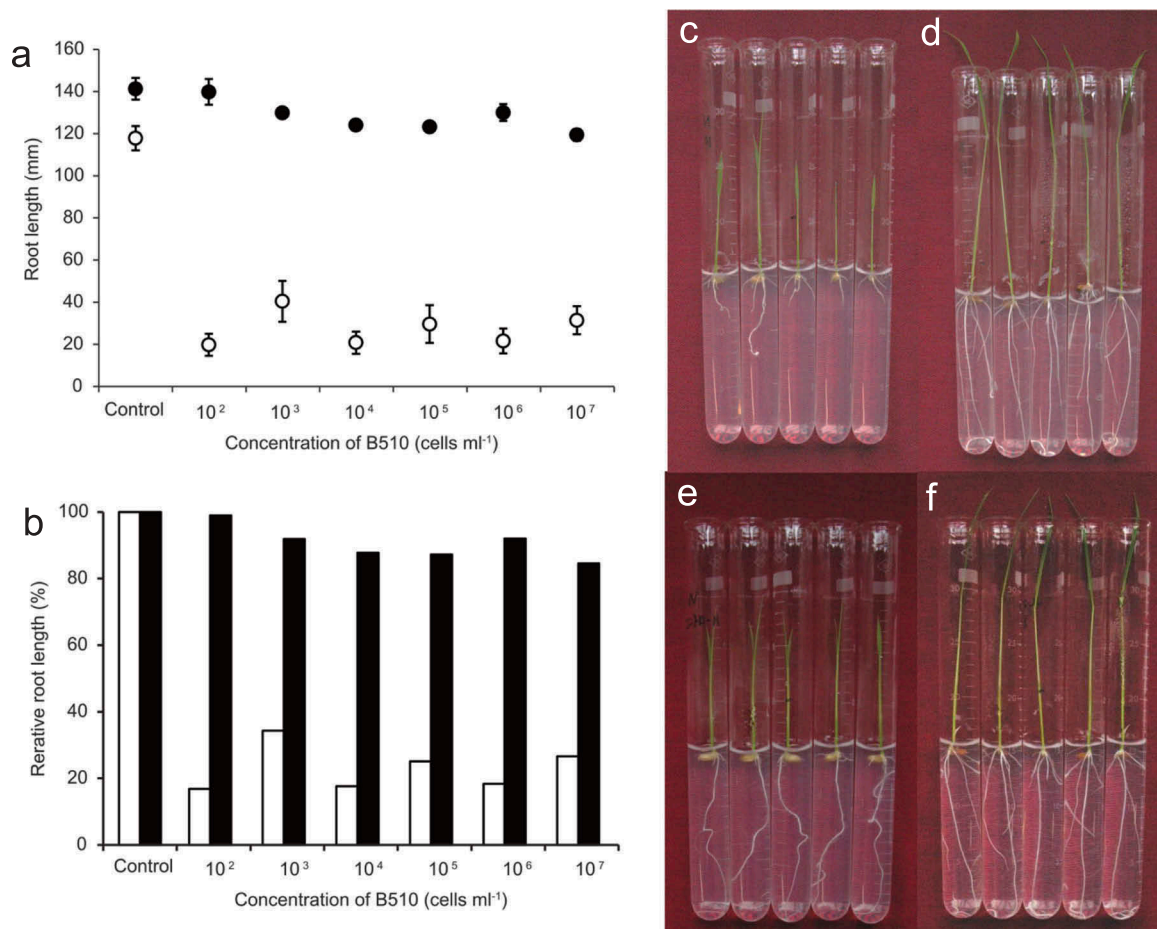 a
160
140
120
100
80
60
40
20
0
Root length (mm)
Control 10² 10³ 10⁴ 10⁵ 10⁶ 10⁷
Concentration of B510 (cells ml⁻¹)
b
100
80
60
40
20
0
Rerative root length (%)
Control 10² 10³ 10⁴ 10⁵ 10⁶ 10⁷
Concentration of B510 (cells ml⁻¹)
c
d
e
f